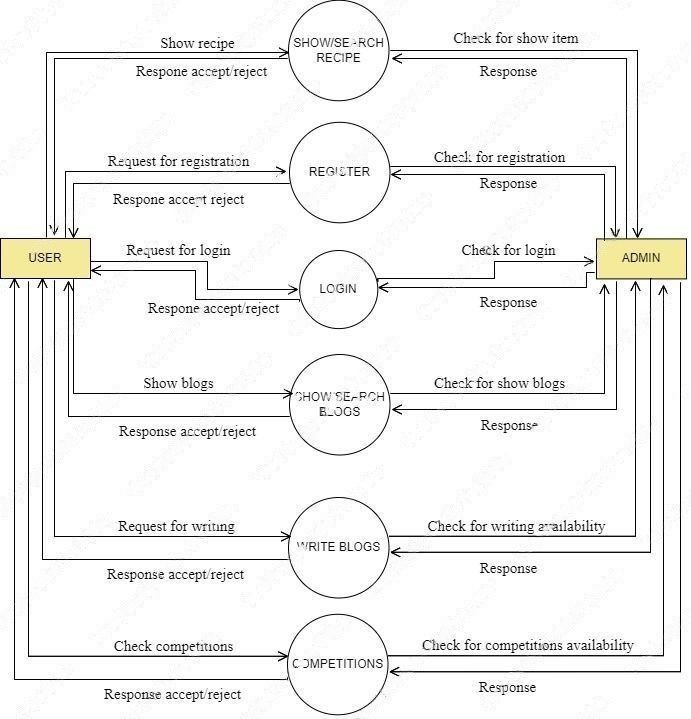 SHOW/SEARCH
RECIPE
Show recipe
Respone accept/reject
Check for show item
Response
REGISTER
Request for registration
Respone accept reject
Check for registration
Response
USER
ADMIN
LOGIN
Request for login
Respone accept/reject
Check for login
Response
SHOW/SEARCH
BLOGS
Show blogs
Response accept/reject
Check for show blogs
Response
WRITE BLOGS
Request for writing
Response accept/reject
Check for writing availability
Response
COMPETITIONS
Check competitions
Response accept/reject
Check for competitions availability
Response